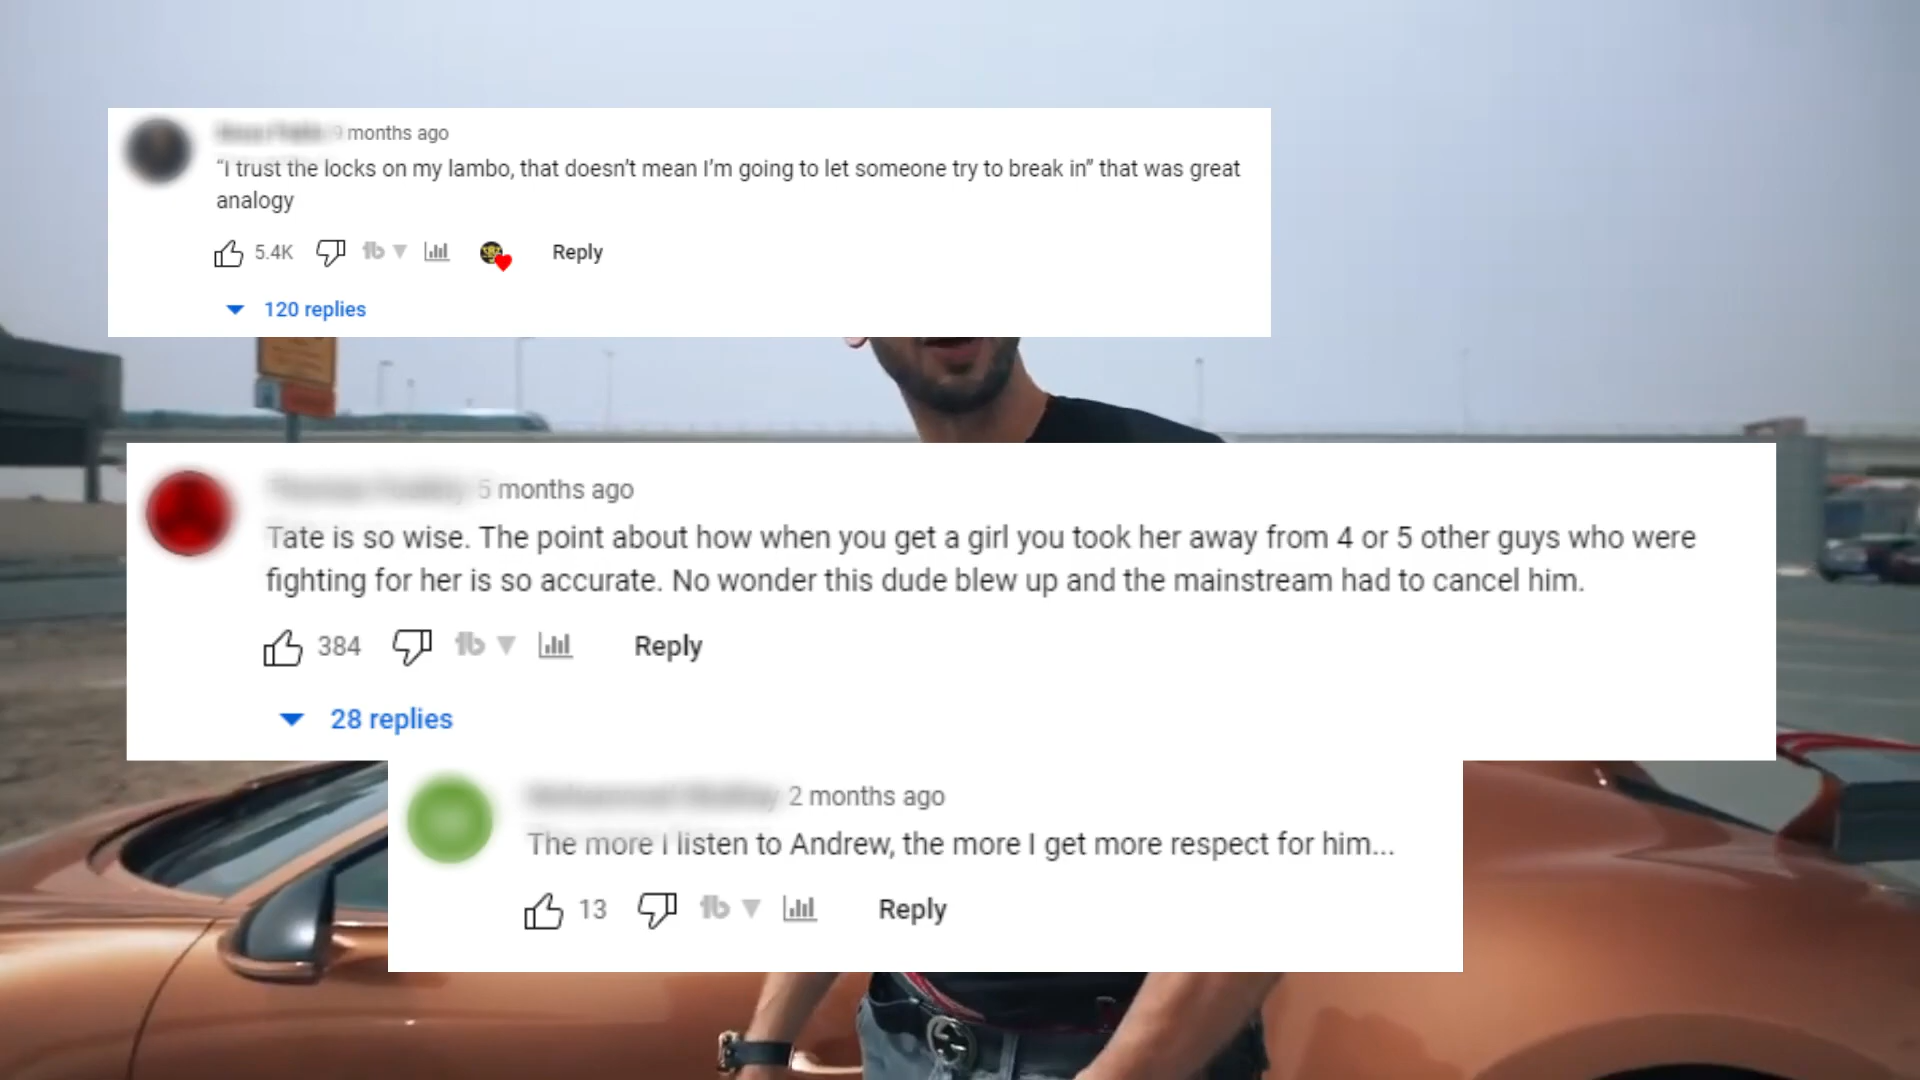 9 months ago
“I trust the locks on my lambo, that doesn’t mean I’m going to let someone try to break in” that was great
analogy
5.4K Reply
120 replies
5 months ago
Tate is so wise. The point about how when you get a girl you took her away from 4 or 5 other guys who were
fighting for her is so accurate. No wonder this dude blew up and the mainstream had to cancel him.
384 tb Reply
28 replies
2 months ago
The more I listen to Andrew, the more I get more respect for him...
13 tb Reply